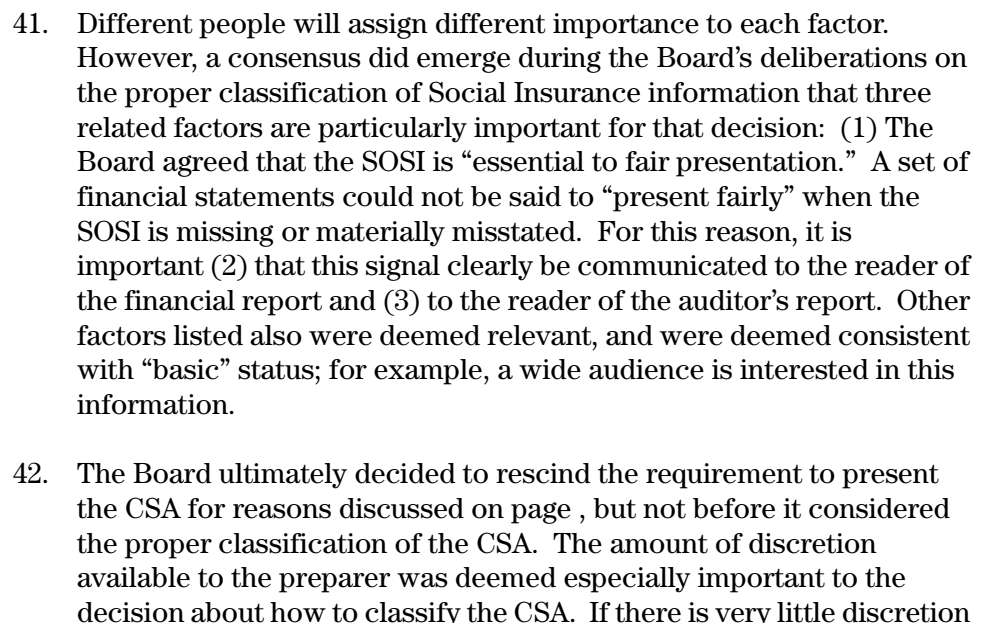 41. Different people will assign different importance to each factor.
However, a consensus did emerge during the Board's deliberations on
the proper classification of Social Insurance information that three
related factors are particularly important for that decision: (1) The
Board agreed that the SOSI is “essential to fair presentation.” A set of
financial statements could not be said to “present fairly” when the
SOSI is missing or materially misstated. For this reason, it is
important (2) that this signal clearly be communicated to the reader of
the financial report and (3) to the reader of the auditor's report. Other
factors listed also were deemed relevant, and were deemed consistent
with “basic” status; for example, a wide audience is interested in this
information.
42. The Board ultimately decided to rescind the requirement to present
the CSA for reasons discussed on page , but not before it considered
the proper classification of the CSA. The amount of discretion
available to the preparer was deemed especially important to the
decision about how to classify the CSA. If there is very little discretion